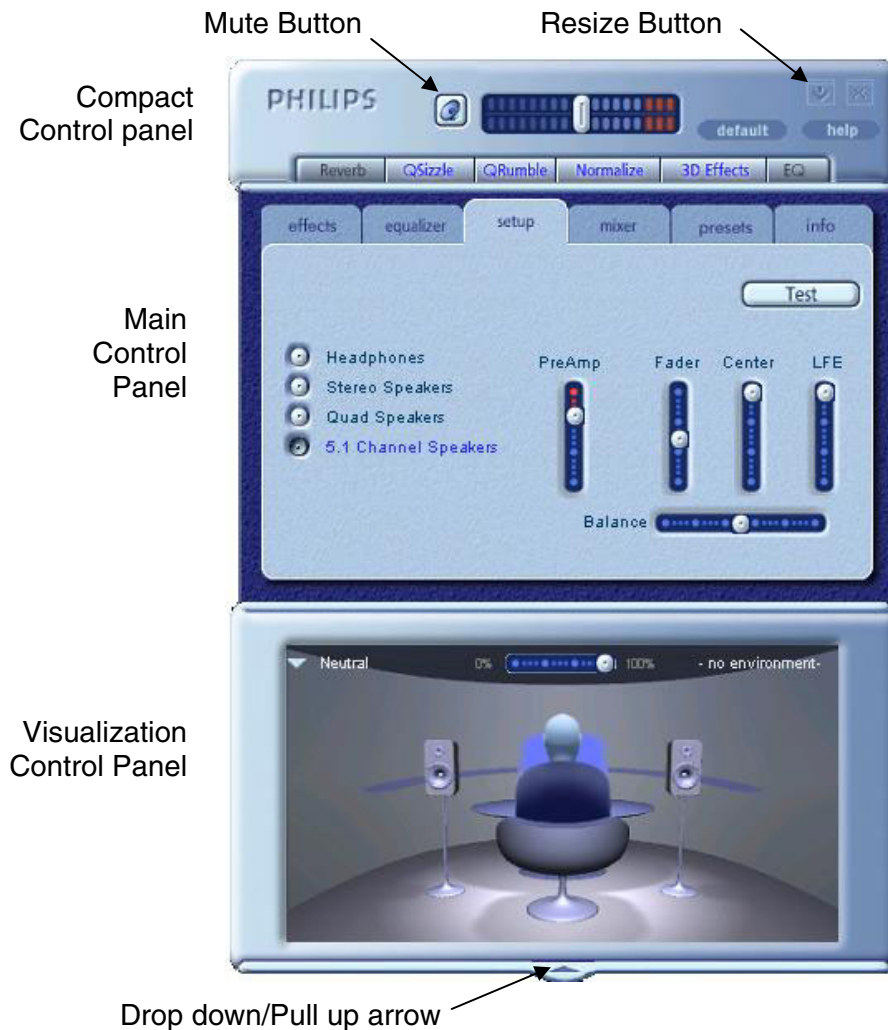 Mute Button
Resize Button
Compact
Control panel
PHILIPS
default
help
Reverb QSizzle QRumble Normalize 3D Effects EQ
effects equalizer setup mixer presets info
Test
Main
Control
Panel
Headphones
Stereo Speakers
Quad Speakers
5.1 Channel Speakers
PreAmp Fader Center LFE
Balance
Neutral 0% 100% - no environment-
Visualization
Control Panel
Drop down/Pull up arrow